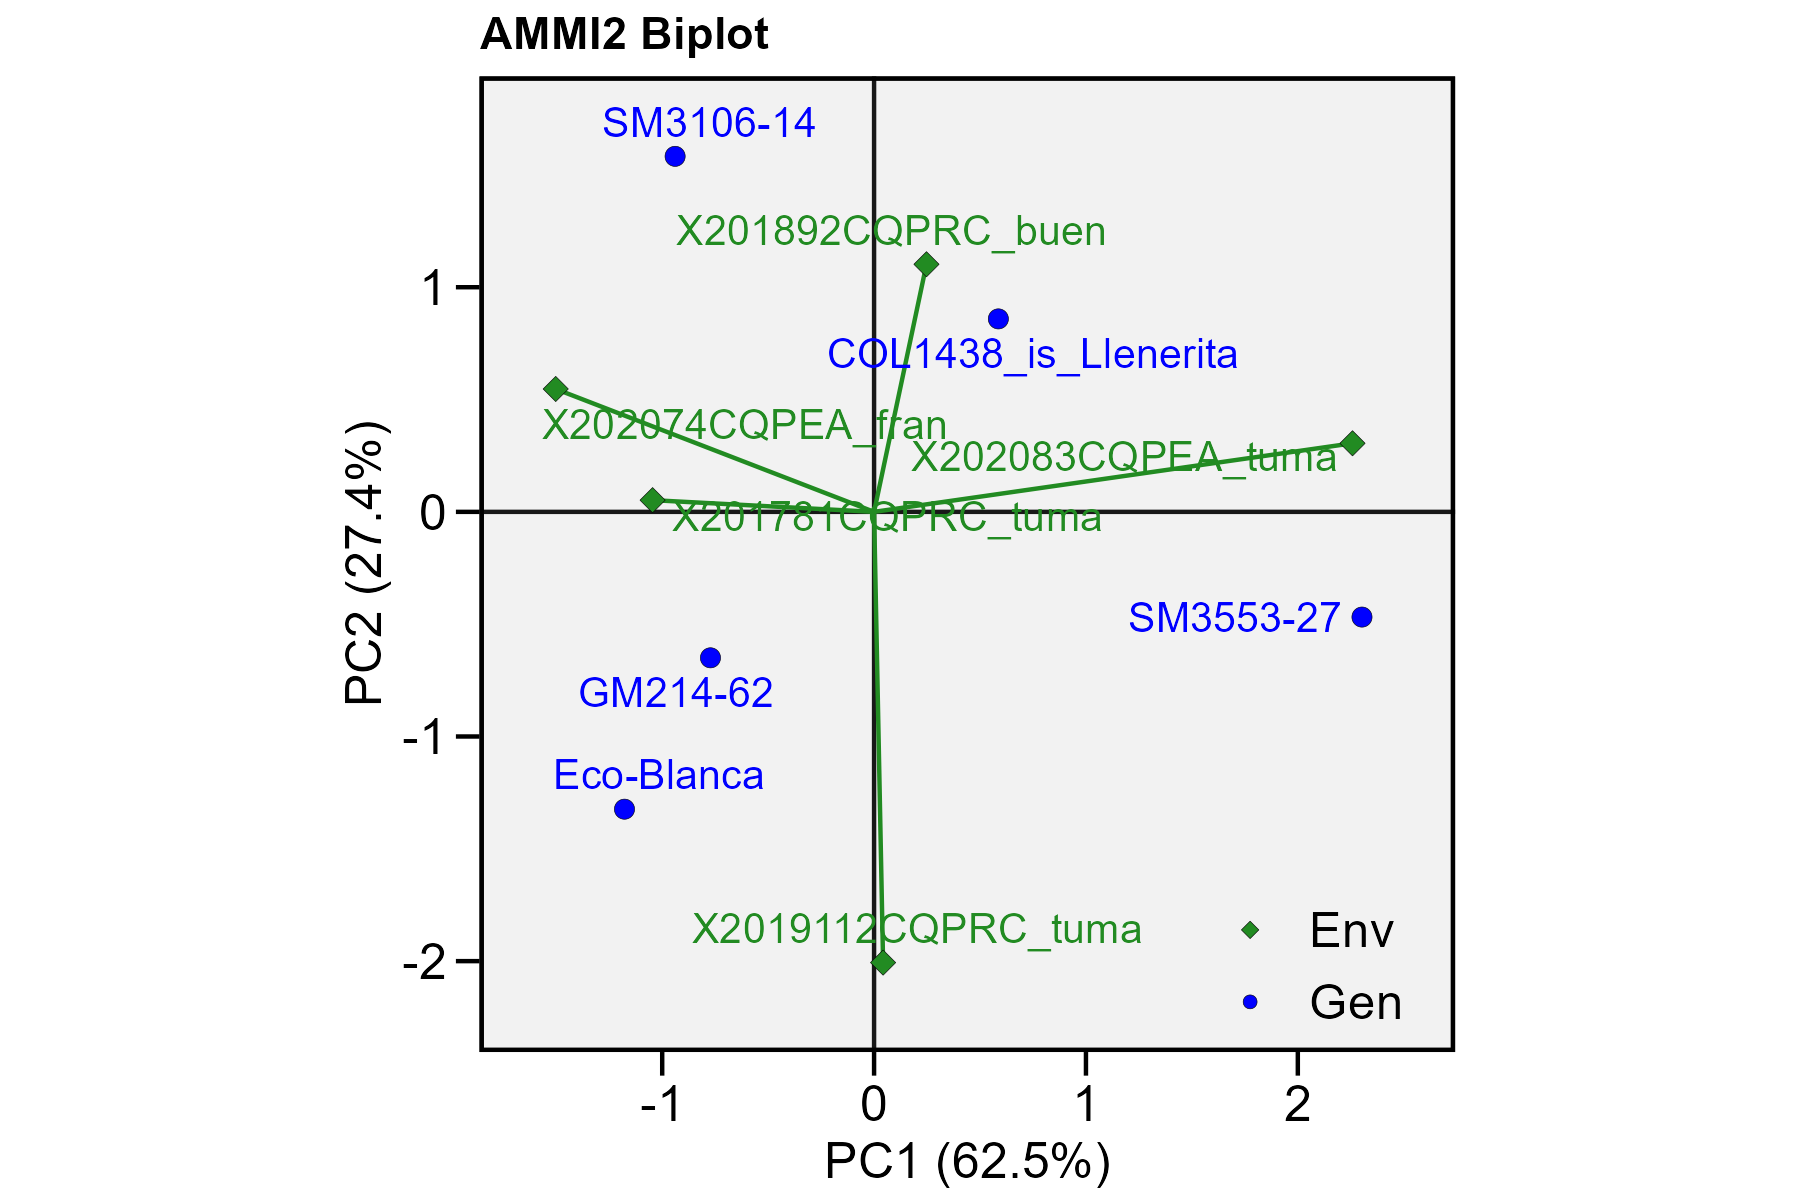 AMMI2 Biplot
SM3106-14
X201892CQPRC_buen
1
COL1438_is_Llenerita
X202074CQPEA_fran
X202083CQPEA_tuma
0
X201781CQPRC_tuma
PC2 (27.4%)
SM3553-27
GM214-62
-1
Eco-Blanca
X2019112CQPRC_tuma
Env
-2
Gen
-1 0 1 2
PC1 (62.5%)